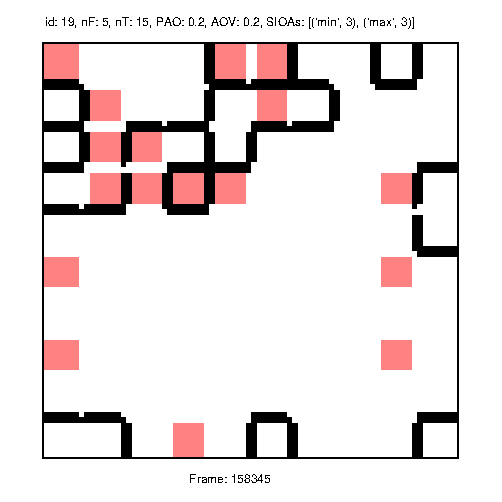 id: 19, nF: 5, nT: 15, PAO: 0.2, AOV: 0.2, SIOAs: [('min', 3), ('max', 3)]
Frame: 158345